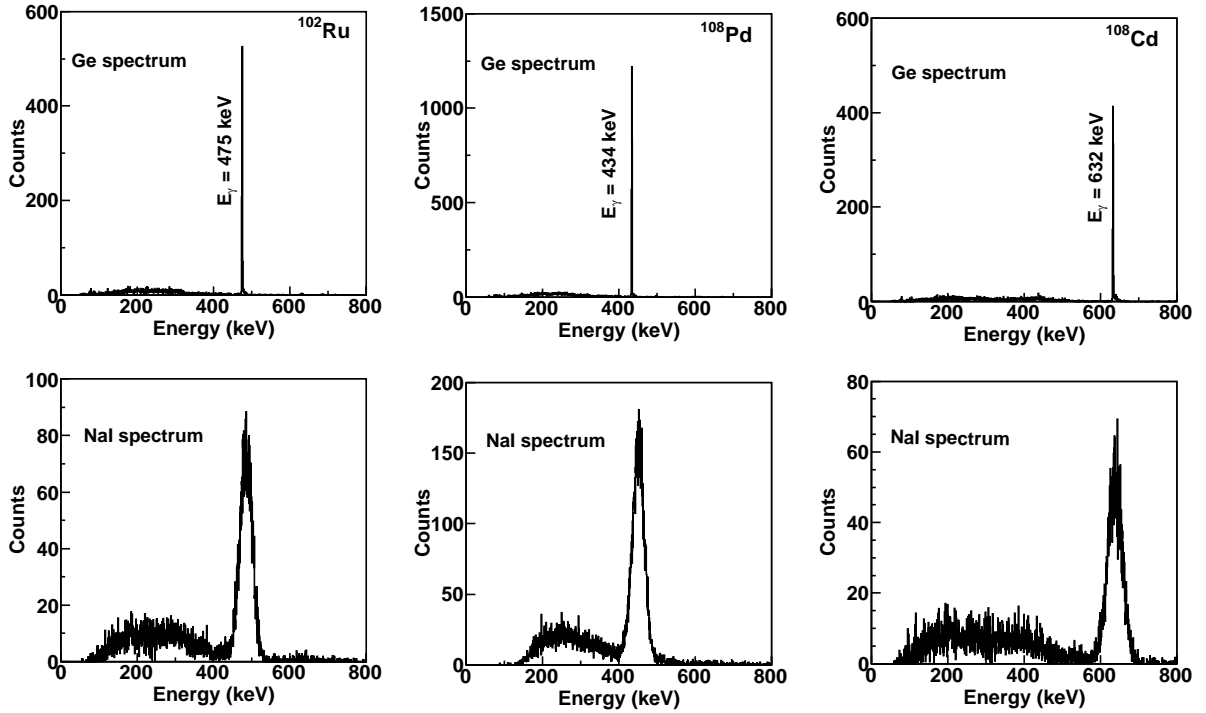 600
400
200
0
Counts
Ge spectrum
¹⁰²Ru
Eγ = 475 keV
0 200 400 600 800
Energy (keV)
1500
1000
500
0
Counts
Ge spectrum
¹⁰⁸Pd
Eγ = 434 keV
0 200 400 600 800
Energy (keV)
600
400
200
0
Counts
Ge spectrum
¹⁰⁸Cd
Eγ = 632 keV
0 200 400 600 800
Energy (keV)
100
80
60
40
20
0
Counts
NaI spectrum
0 200 400 600 800
Energy (keV)
200
150
100
50
0
Counts
NaI spectrum
0 200 400 600 800
Energy (keV)
80
60
40
20
0
Counts
NaI spectrum
0 200 400 600 800
Energy (keV)